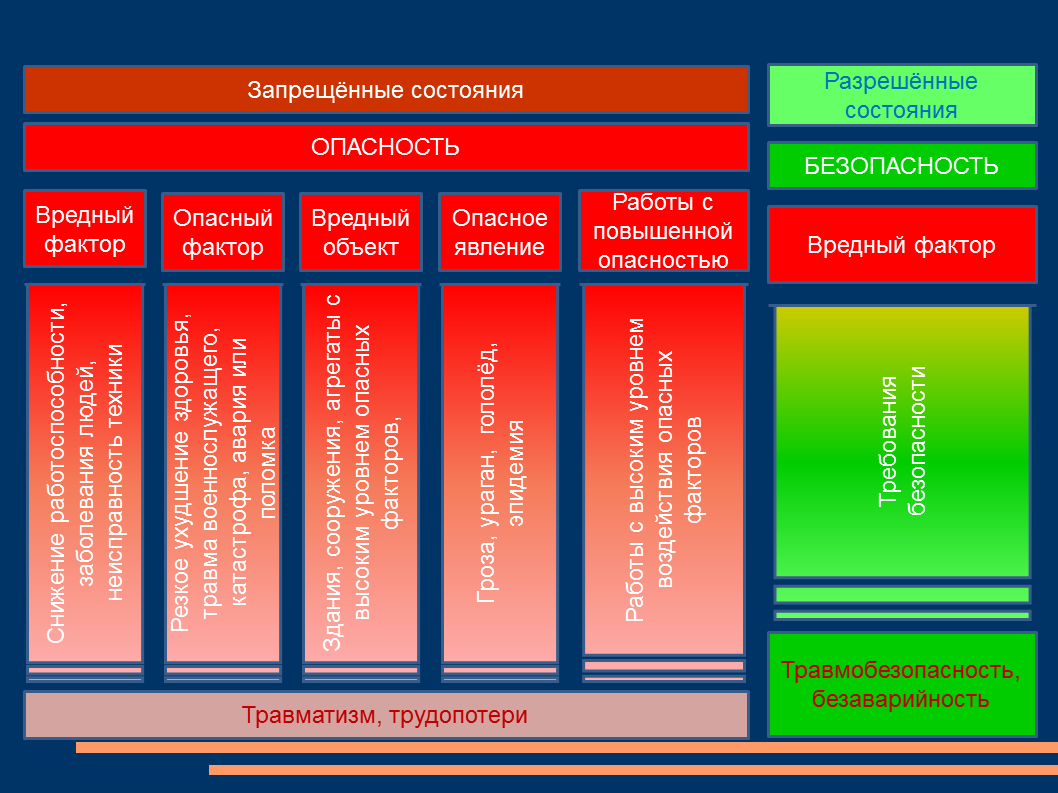 Запрещённые состояния
ОПАСНОСТЬ
Вредный
фактор
Опасный
фактор
Вредный
объект
Опасное
явление
Работы с
повышенной
опасностью
Снижение работоспособности,
заболевания людей,
неисправность техники
Резкое ухудшение здоровья,
травма военнослужащего,
катастрофа, авария или
поломка
Здания, сооружения, агрегаты с
высоким уровнем опасных
факторов,
Гроза, ураган, гололёд,
эпидемия
Работы с высоким уровнем
воздействия опасных
факторов
Травматизм, трудопотери
Разрешённые
состояния
БЕЗОПАСНОСТЬ
Вредный фактор
Требования
безопасности
Травмобезопасность,
безаварийность